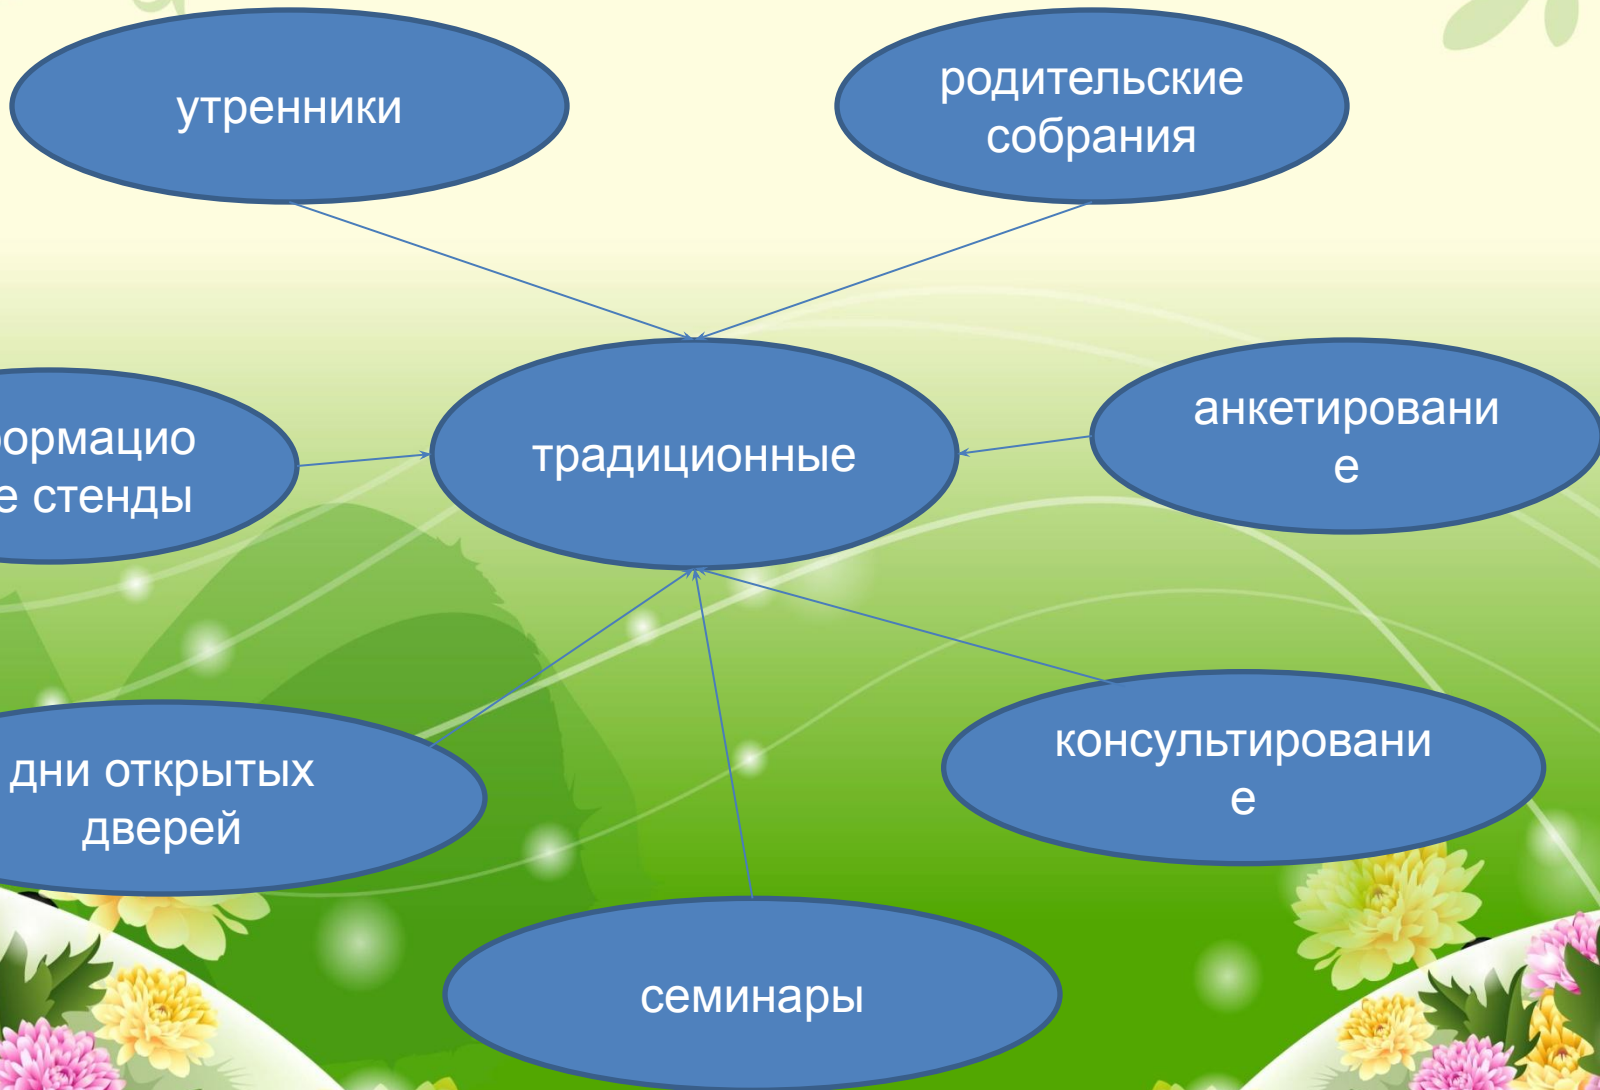 утренники
родительские
собрания
ормацио
е стенды
традиционные
анкетировани
е
дни открытых
дверей
консультировани
е
семинары